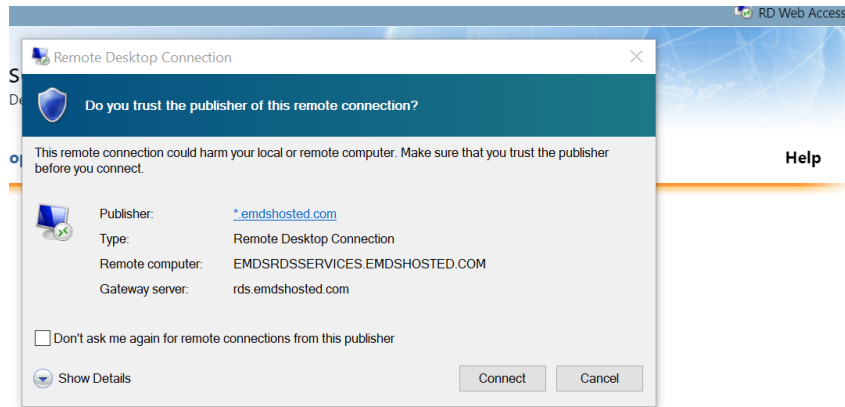 RD Web Access
Remote Desktop Connection
S
De
Do you trust the publisher of this remote connection?
op
Help
This remote connection could harm your local or remote computer. Make sure that you trust the publisher
before you connect.
Publisher: *.emdshosted.com
Type: Remote Desktop Connection
Remote computer: EMDSRDSSERVICES.EMDSHOSTED.COM
Gateway server: rds.emdshosted.com
Don't ask me again for remote connections from this publisher
Show Details Connect Cancel